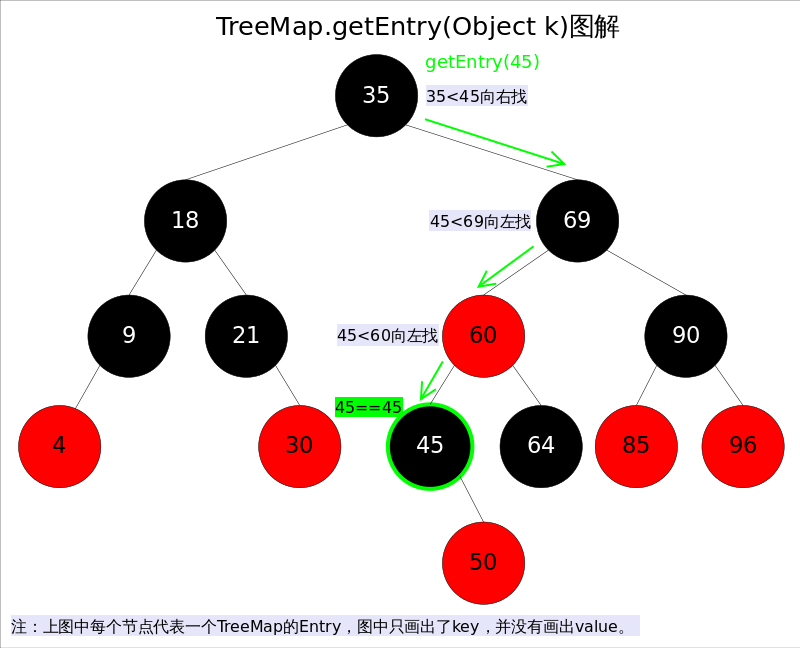 TreeMap.getEntry(Object k)图解
getEntry(45)
35
35<45向右找
18
45<69向左找
69
9
21
45<60向左找
60
90
45==45
4
30
45
64
85
96
50
注：上图中每个节点代表一个TreeMap的Entry，图中只画出了key，并没有画出value。